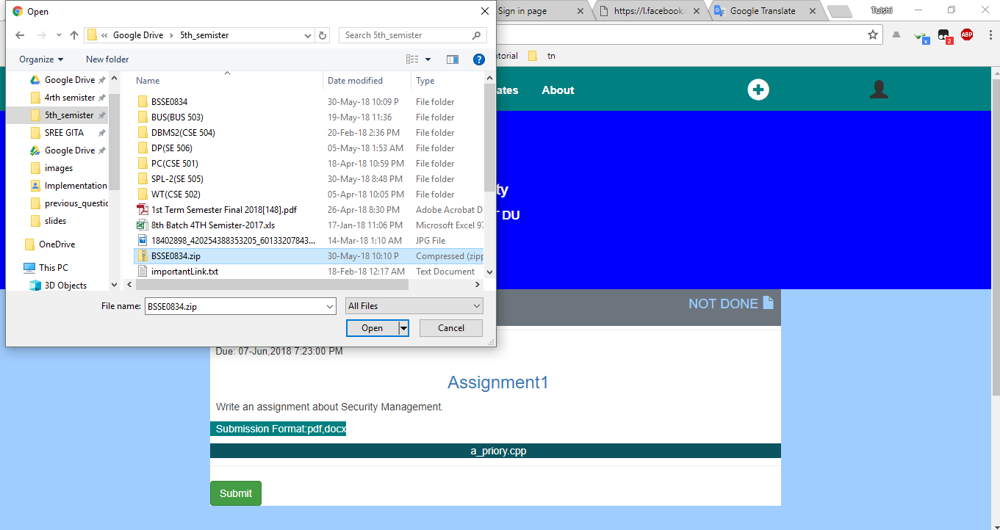 Open
Sign in page
https://l.facebook.
Google Translate
Tulshi
« Google Drive › 5th_semister
Search 5th_semister
ABP
x
2
Organize
New folder
?
utorial
tn
Name
Date modified
Type
Google Drive
4rth semister
5th_semister
SREE GITA
Google Drive
images
Implementation
previous_questic
slides
OneDrive
This PC
3D Objects
BSSE0834 30-May-18 10:09 P File folder
BUS(BUS 503) 19-May-18 11:36 File folder
DBMS2(CSE 504) 20-Feb-18 2:36 PM File folder
DP(SE 506) 05-May-18 1:53 AM File folder
PC(CSE 501) 18-Apr-18 10:59 PM File folder
SPL-2(SE 505) 30-May-18 8:48 PM File folder
WT(CSE 502) 05-Apr-18 10:05 PM File folder
1st Term Semester Final 2018[148].pdf 26-Apr-18 8:30 PM Adobe Acrobat D
8th Batch 4TH Semister-2017.xls 17-Jan-18 11:06 PM Microsoft Excel 97
18402898_420254388353205_60133207843... 14-Mar-18 1:10 AM JPG File
BSSE0834.zip 30-May-18 10:10 P Compressed (zipp
importantLink.txt 18-Feb-18 12:17 AM Text Document
File name: BSSE0834.zip
All Files
Open
Cancel
ates
About
ty
DU
NOT DONE
Due: 07-Jun,2018 7:23:00 PM
Assignment1
Write an assignment about Security Management.
Submission Format:pdf,docx
a_priory.cpp
Submit